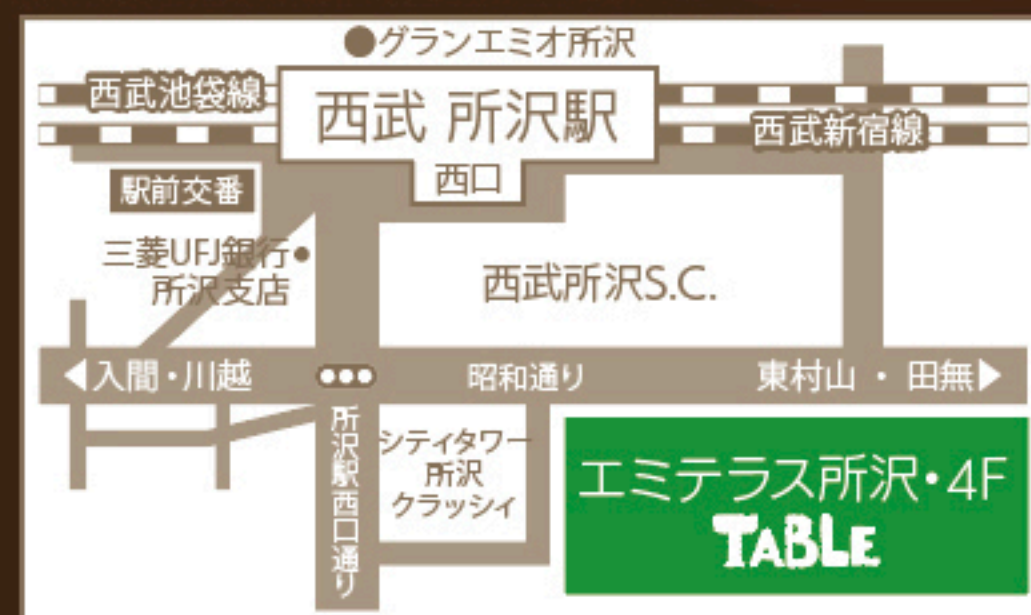 ●グランエミオ所沢
西武池袋線
西武 所沢駅
西武新宿線
西口
駅前交番
三菱UFJ銀行●
所沢支店
西武所沢S.C.
◀入間・川越
昭和通り
東村山 ・ 田無▶
所沢駅西口通り
シティタワー
所沢
クラッシィ
エミテラス所沢・4F
TABLE